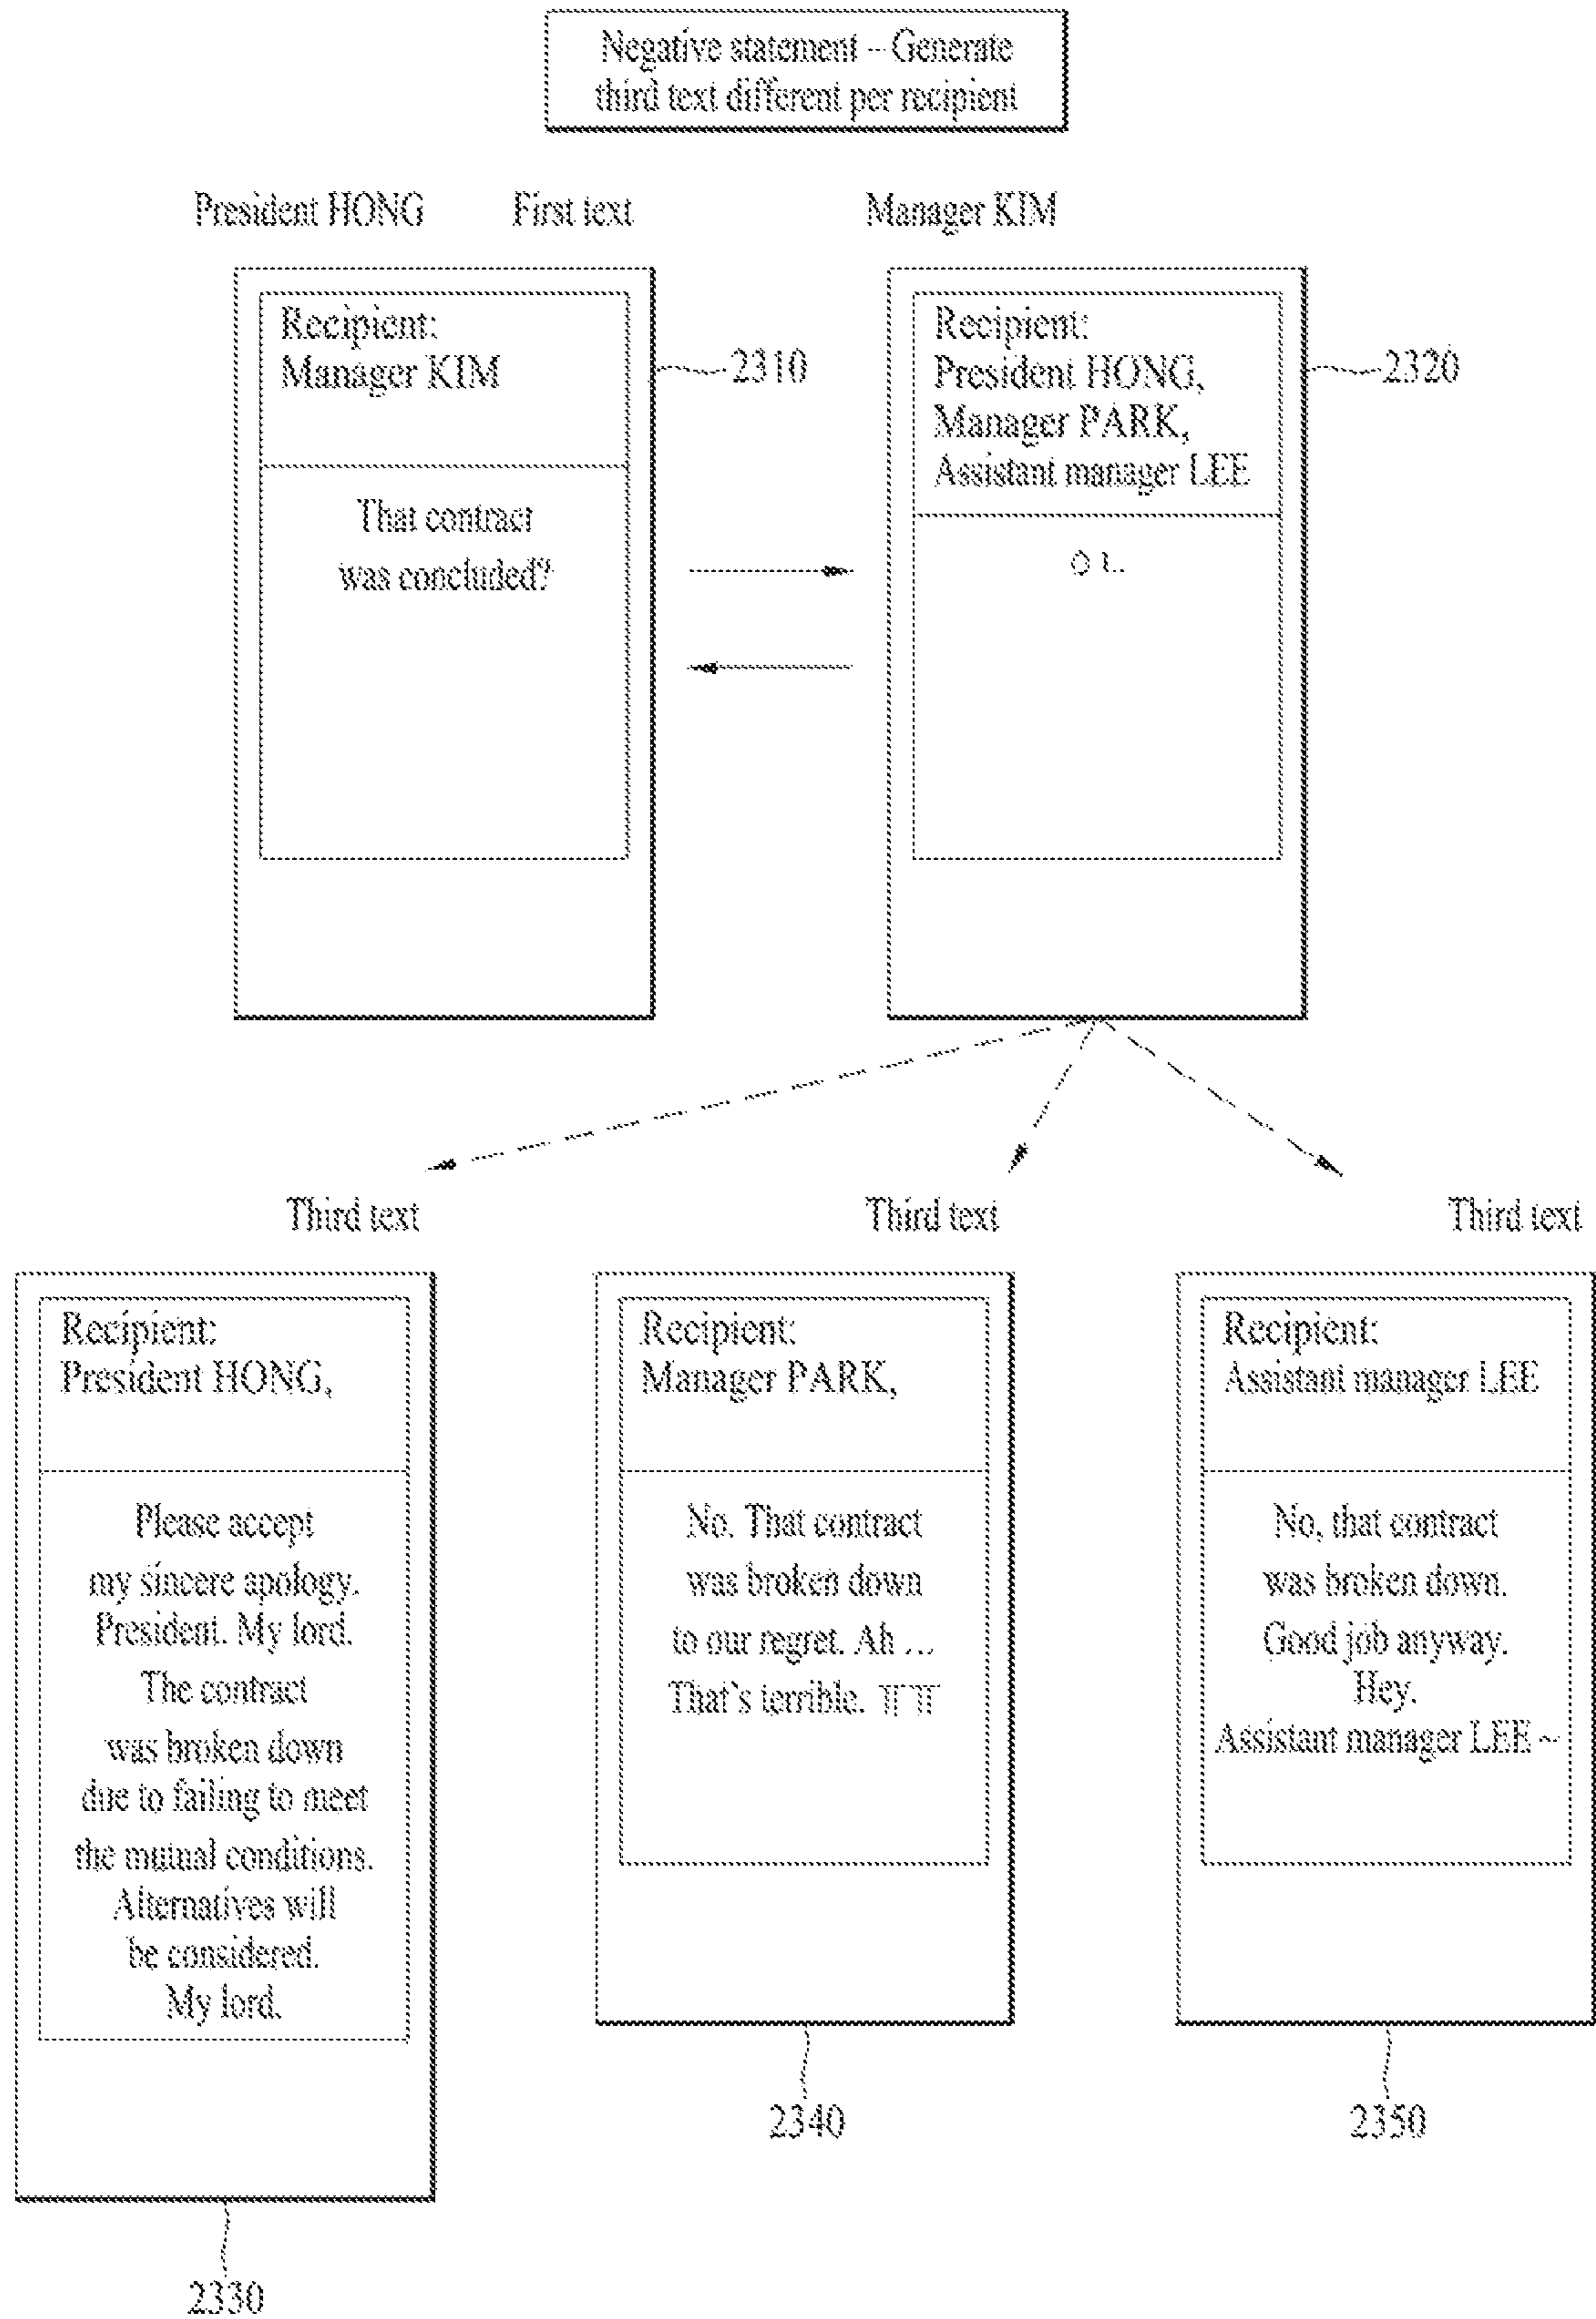 Negative statement – Generate
third text different per recipient
President HONG
First text
Manager KIM
Recipient:
Manager KIM
2310
That contract
was concluded?
Recipient:
President HONG,
Manager PARK,
Assistant manager LEE
2320
ㅇㄴ
Third text
Third text
Third text
Recipient:
President HONG,
Please accept
my sincere apology.
President. My lord.
The contract
was broken down
due to failing to meet
the mutual conditions.
Alternatives will
be considered.
My lord.
2330
Recipient:
Manager PARK,
No. That contract
was broken down
to our regret. Ah ...
That's terrible. ㅠㅠ
2340
Recipient:
Assistant manager LEE
No, that contract
was broken down.
Good job anyway.
Hey.
Assistant manager LEE ~
2350